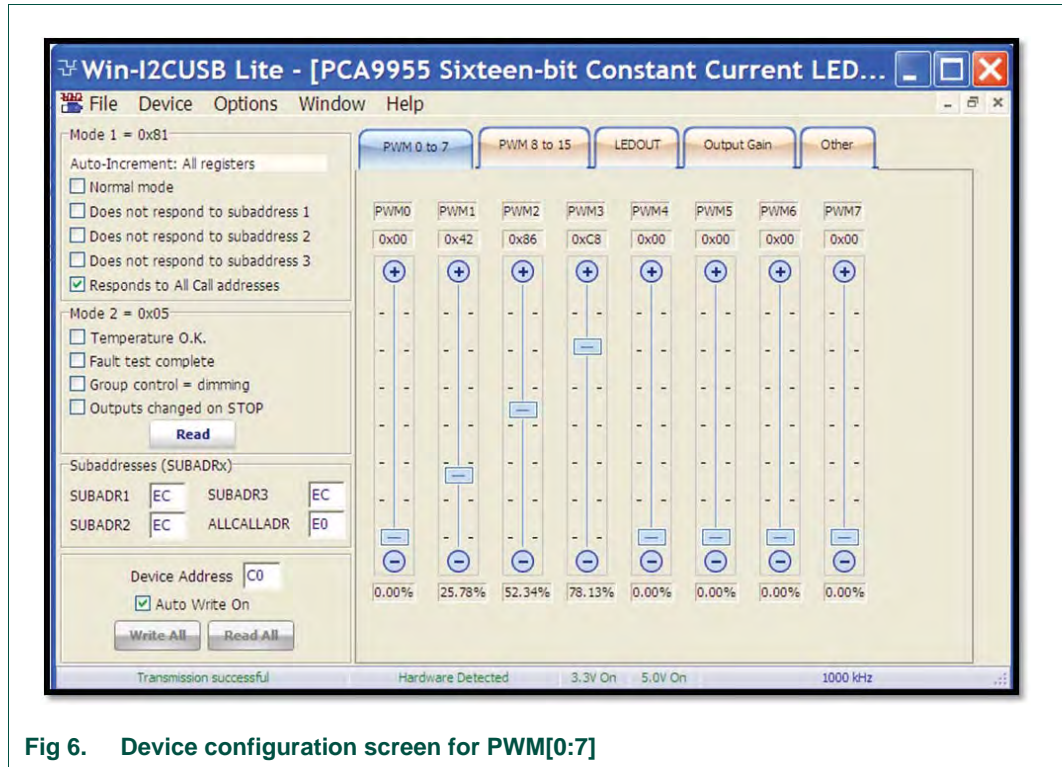 Win-I2CUSB Lite - [PCA9955 Sixteen-bit Constant Current LED...
File Device Options Window Help
Mode 1 = 0x81
Auto-Increment: All registers
Normal mode
Does not respond to subaddress 1
Does not respond to subaddress 2
Does not respond to subaddress 3
Responds to All Call addresses
Mode 2 = 0x05
Temperature O.K.
Fault test complete
Group control = dimming
Outputs changed on STOP
Read
Subaddresses (SUBADRx)
SUBADR1 EC SUBADR3 EC
SUBADR2 EC ALLCALLADR E0
Device Address C0
Auto Write On
Write All Read All
PWM 0 to 7 PWM 8 to 15 LEDOUT Output Gain Other
PWM0 PWM1 PWM2 PWM3 PWM4 PWM5 PWM6 PWM7
0x00 0x42 0x86 0xC8 0x00 0x00 0x00 0x00
0.00% 25.78% 52.34% 78.13% 0.00% 0.00% 0.00% 0.00%
Transmission successful Hardware Detected 3.3V On 5.0V On 1000 kHz
Fig 6. Device configuration screen for PWM[0:7]